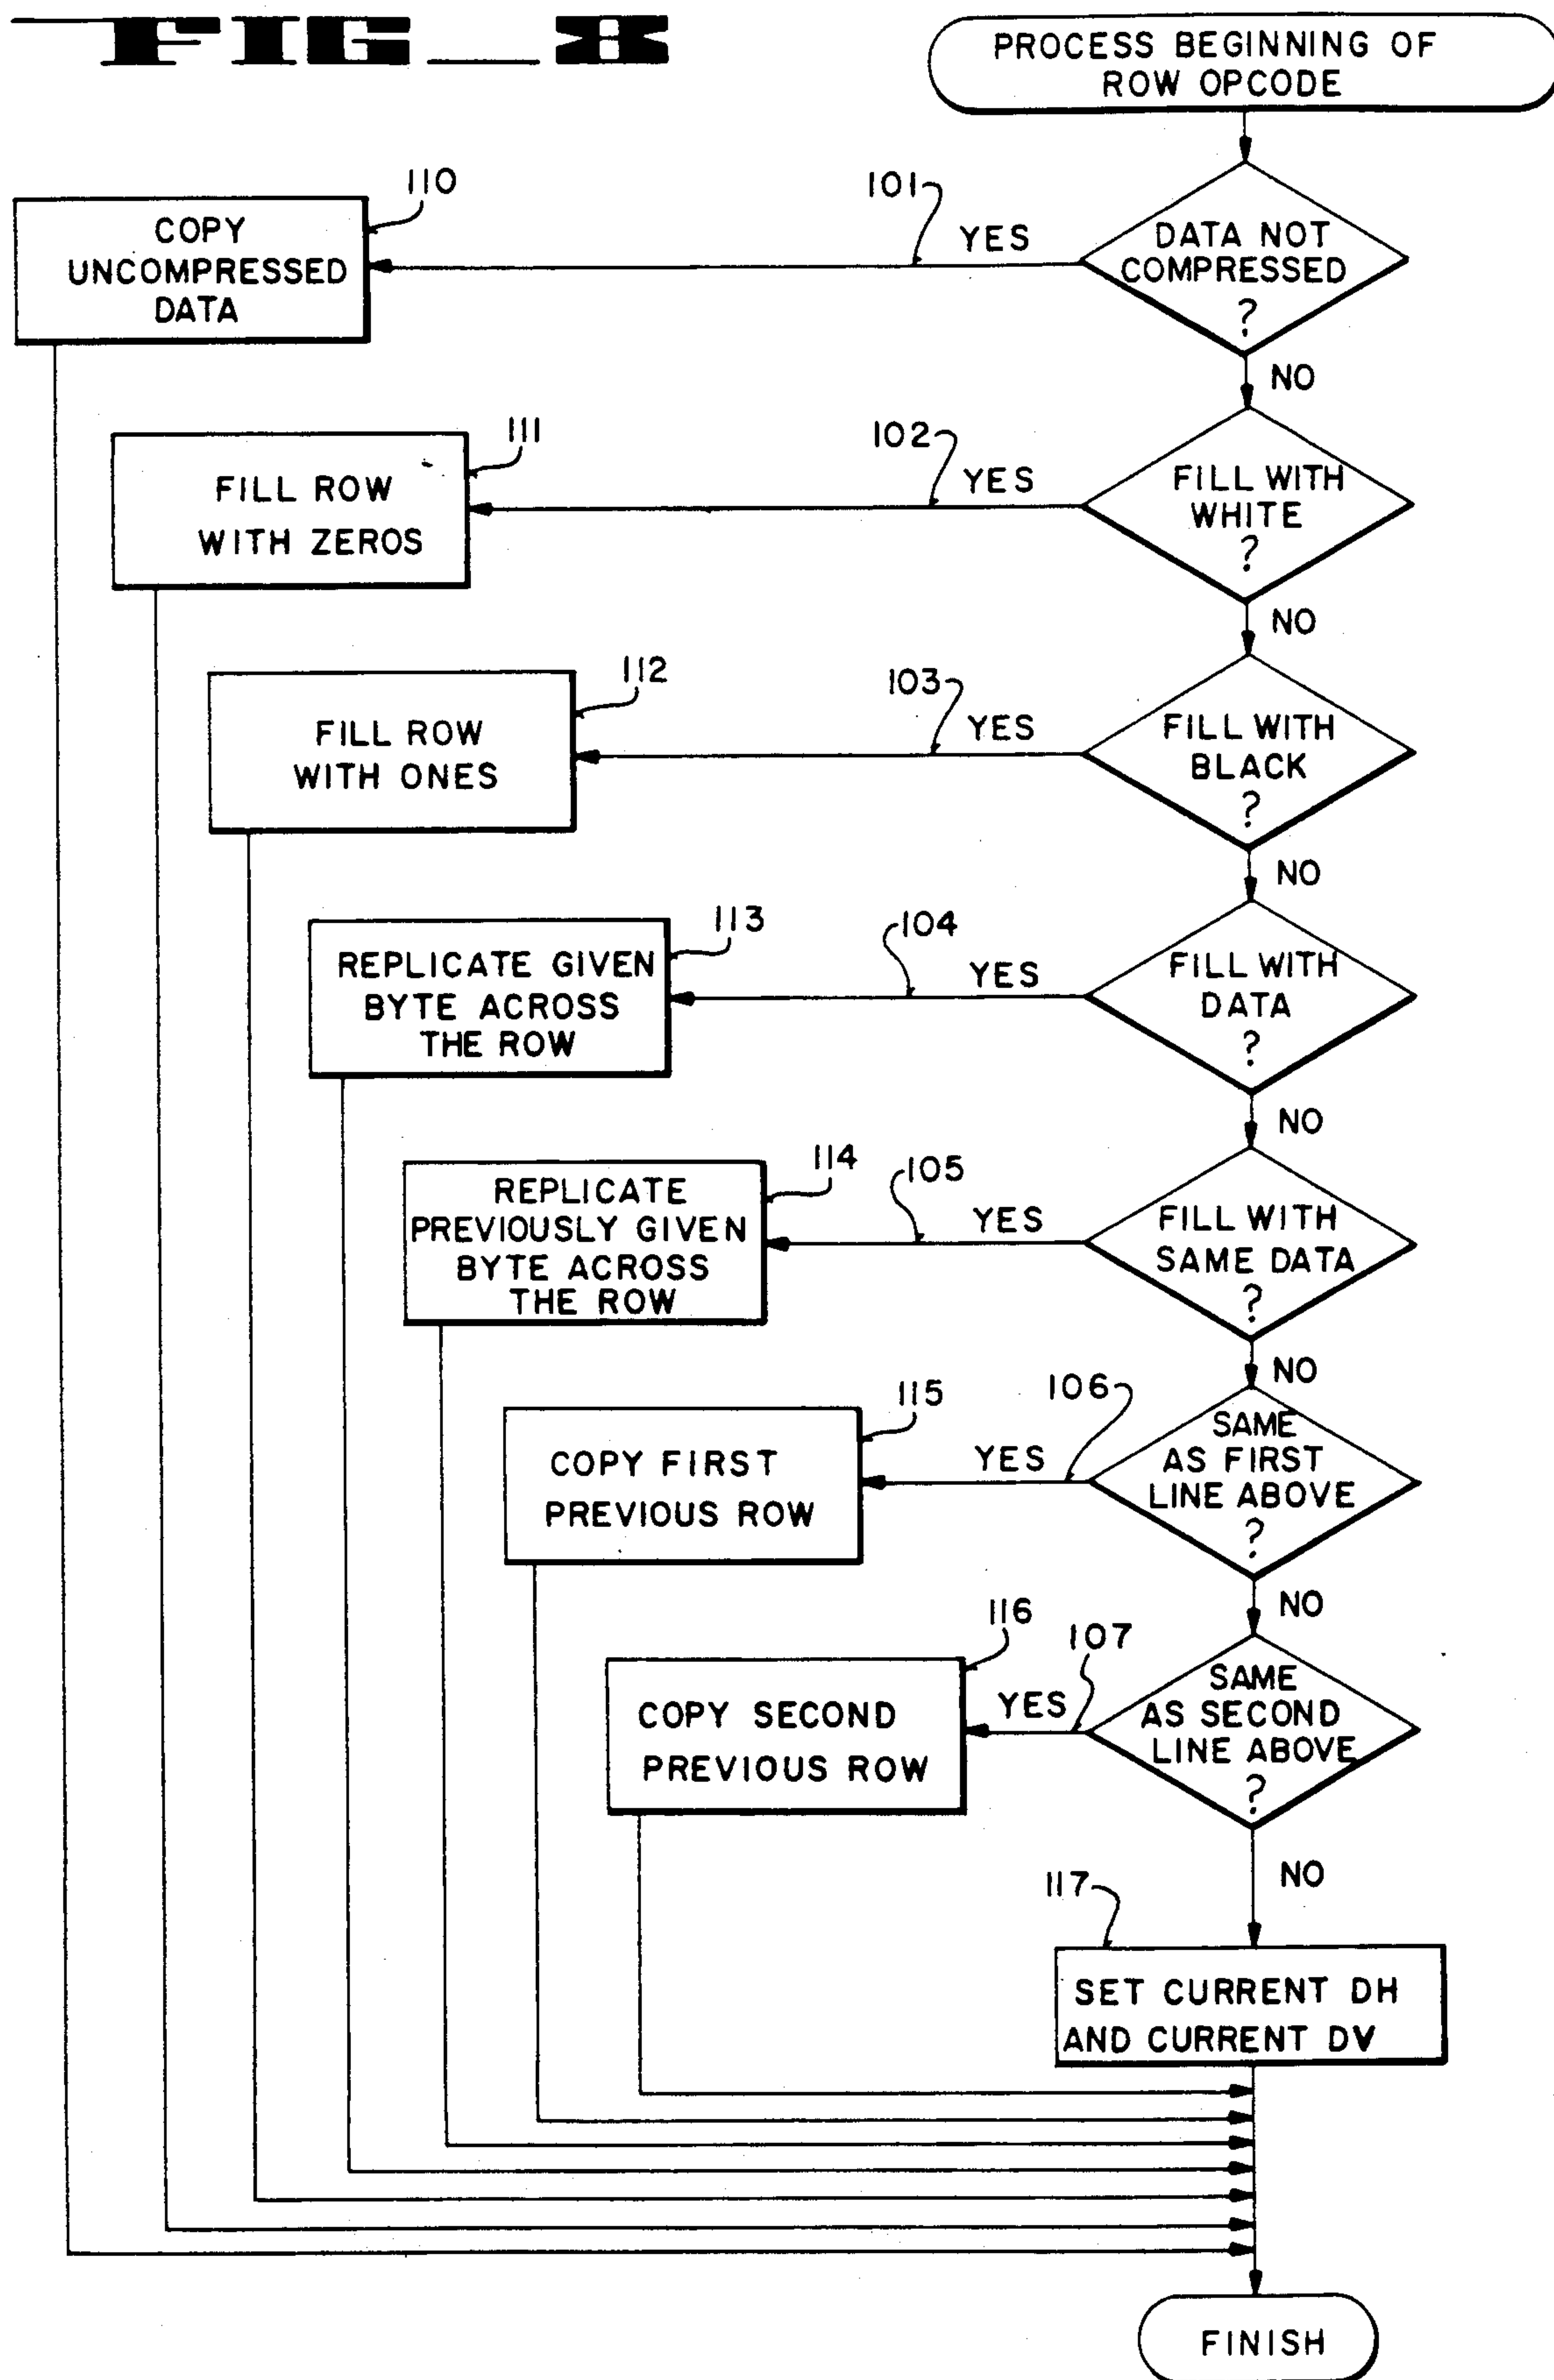 FIG_8
PROCESS BEGINNING OF
ROW OPCODE
110
COPY
UNCOMPRESSED
DATA
101
YES
DATA NOT
COMPRESSED
?
NO
111
FILL ROW
WITH ZEROS
102
YES
FILL WITH
WHITE
?
NO
112
FILL ROW
WITH ONES
103
YES
FILL WITH
BLACK
?
NO
113
REPLICATE GIVEN
BYTE ACROSS
THE ROW
104
YES
FILL WITH
DATA
?
NO
114
REPLICATE
PREVIOUSLY GIVEN
BYTE ACROSS
THE ROW
105
YES
FILL WITH
SAME DATA
?
NO
115
COPY FIRST
PREVIOUS ROW
106
YES
SAME
AS FIRST
LINE ABOVE
?
NO
116
COPY SECOND
PREVIOUS ROW
107
YES
SAME
AS SECOND
LINE ABOVE
?
NO
117
SET CURRENT DH
AND CURRENT DV
FINISH